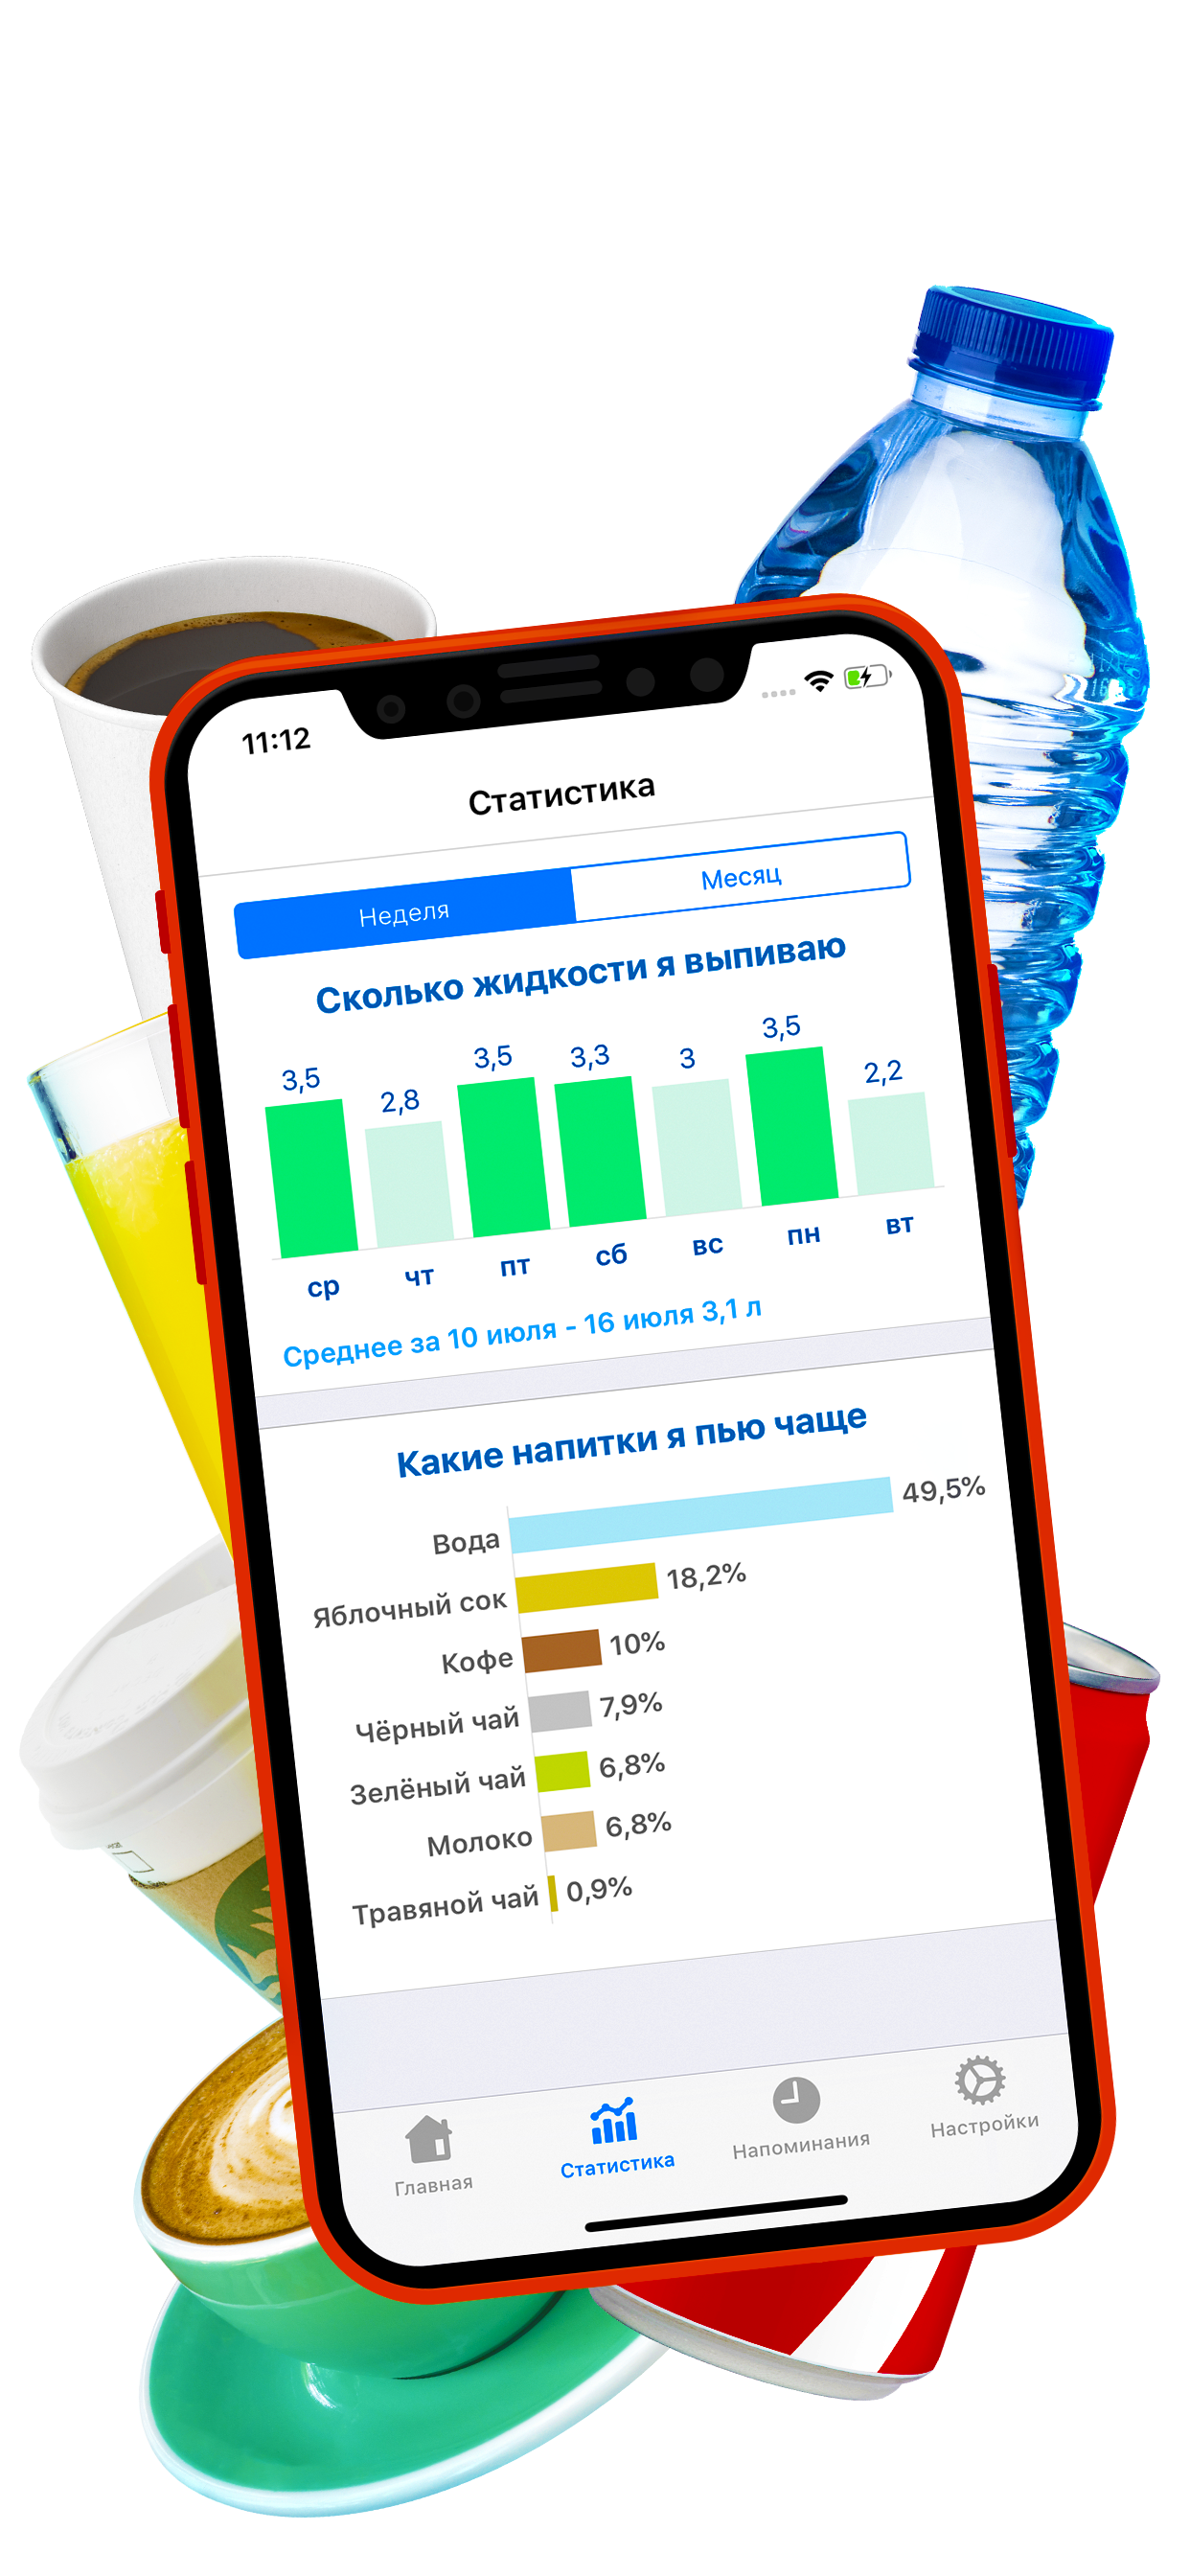 11:12
Статистика
Неделя
Месяц
Сколько жидкости я выпиваю
3,5
2,8
3,5
3,3
3
3,5
2,2
ср
чт
пт
сб
вс
пн
вт
Среднее за 10 июля - 16 июля 3,1 л
Какие напитки я пью чаще
Вода 49,5%
Яблочный сок 18,2%
Кофе 10%
Чёрный чай 7,9%
Зелёный чай 6,8%
Молоко 6,8%
Травяной чай 0,9%
Главная
Статистика
Напоминания
Настройки